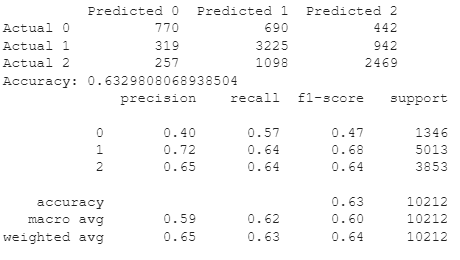 Predicted 0 Predicted 1 Predicted 2
Actual 0 770 690 442
Actual 1 319 3225 942
Actual 2 257 1098 2469
Accuracy: 0.6329808068938504
precision recall f1-score support
0 0.40 0.57 0.47 1346
1 0.72 0.64 0.68 5013
2 0.65 0.64 0.64 3853
accuracy 0.63 10212
macro avg 0.59 0.62 0.60 10212
weighted avg 0.65 0.63 0.64 10212